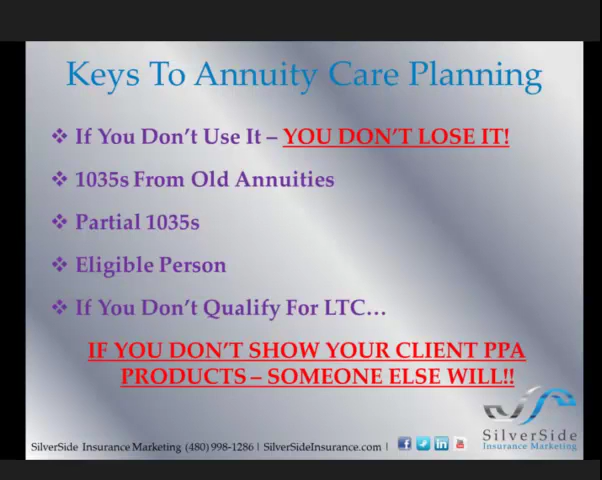 Keys To Annuity Care Planning
If You Don't Use It – YOU DON'T LOSE IT!
1035s From Old Annuities
Partial 1035s
Eligible Person
If You Don't Qualify For LTC…
IF YOU DON'T SHOW YOUR CLIENT PPA
PRODUCTS – SOMEONE ELSE WILL!!
SilverSide
Insurance Marketing
SilverSide Insurance Marketing (480) 998-1286 | SilverSideInsurance.com |